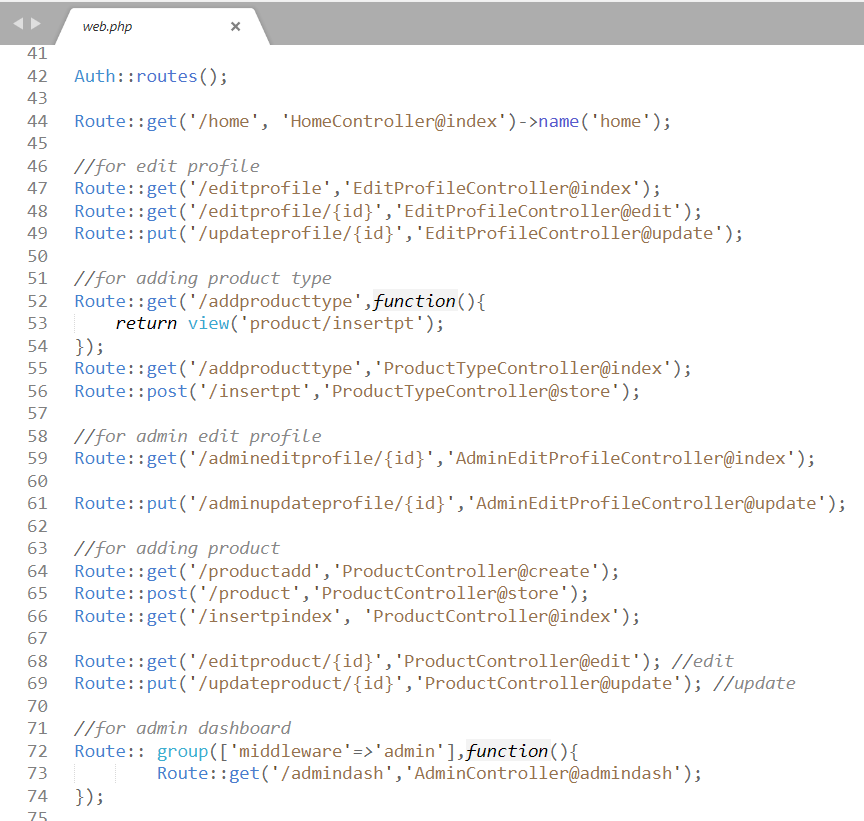 web.php
41
42 Auth::routes();
43
44 Route::get('/home', 'HomeController@index')->name('home');
45
46 //for edit profile
47 Route::get('/editprofile','EditProfileController@index');
48 Route::get('/editprofile/{id}','EditProfileController@edit');
49 Route::put('/updateprofile/{id}','EditProfileController@update');
50
51 //for adding product type
52 Route::get('/addproducttype',function(){
53     return view('product/insertpt');
54 });
55 Route::get('/addproducttype','ProductTypeController@index');
56 Route::post('/insertpt','ProductTypeController@store');
57
58 //for admin edit profile
59 Route::get('/admineditprofile/{id}','AdminEditProfileController@index');
60
61 Route::put('/adminupdateprofile/{id}','AdminEditProfileController@update');
62
63 //for adding product
64 Route::get('/productadd','ProductController@create');
65 Route::post('/product','ProductController@store');
66 Route::get('/insertpindex', 'ProductController@index');
67
68 Route::get('/editproduct/{id}','ProductController@edit'); //edit
69 Route::put('/updateproduct/{id}','ProductController@update'); //update
70
71 //for admin dashboard
72 Route:: group(['middleware'=>'admin'],function(){
73         Route::get('/admindash','AdminController@admindash');
74 });
75